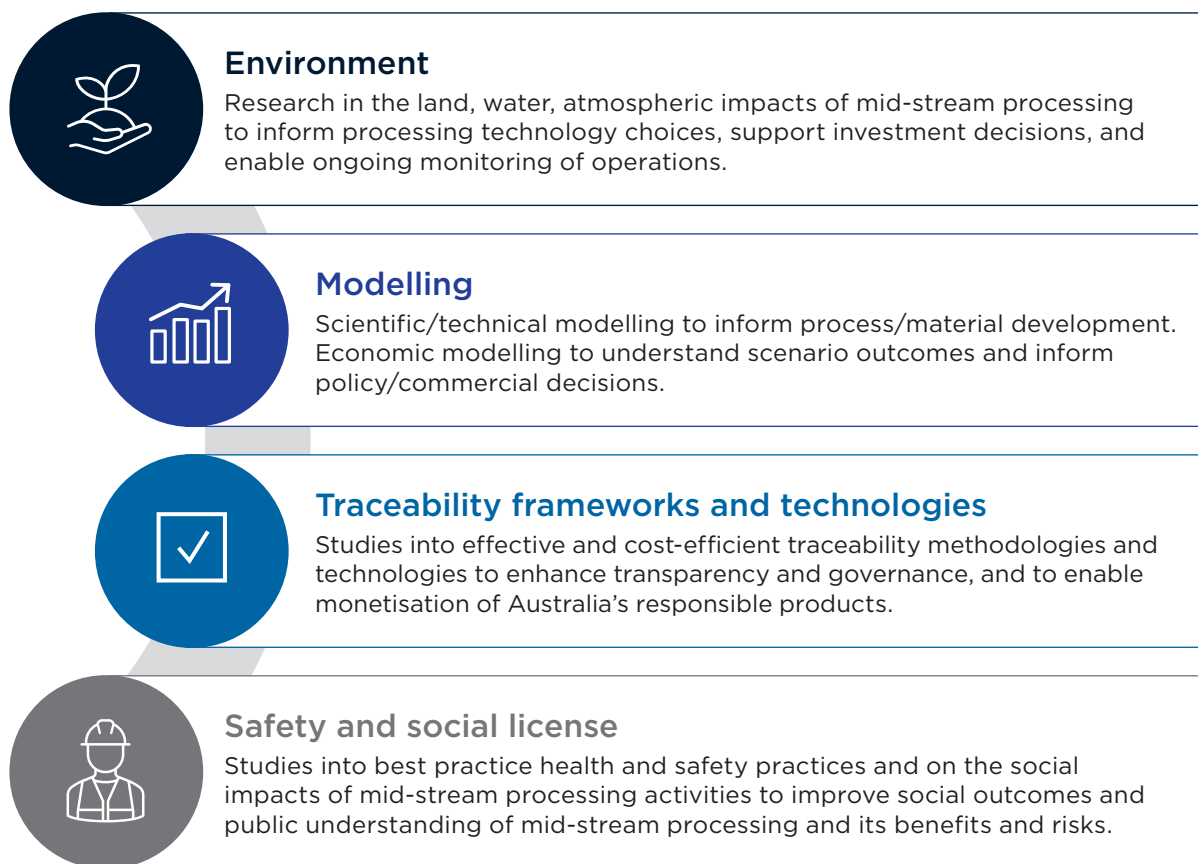 Environment
Research in the land, water, atmospheric impacts of mid-stream processing
to inform processing technology choices, support investment decisions, and
enable ongoing monitoring of operations.
Modelling
Scientific/technical modelling to inform process/material development.
Economic modelling to understand scenario outcomes and inform
policy/commercial decisions.
Traceability frameworks and technologies
Studies into effective and cost-efficient traceability methodologies and
technologies to enhance transparency and governance, and to enable
monetisation of Australia’s responsible products.
Safety and social license
Studies into best practice health and safety practices and on the social
impacts of mid-stream processing activities to improve social outcomes and
public understanding of mid-stream processing and its benefits and risks.